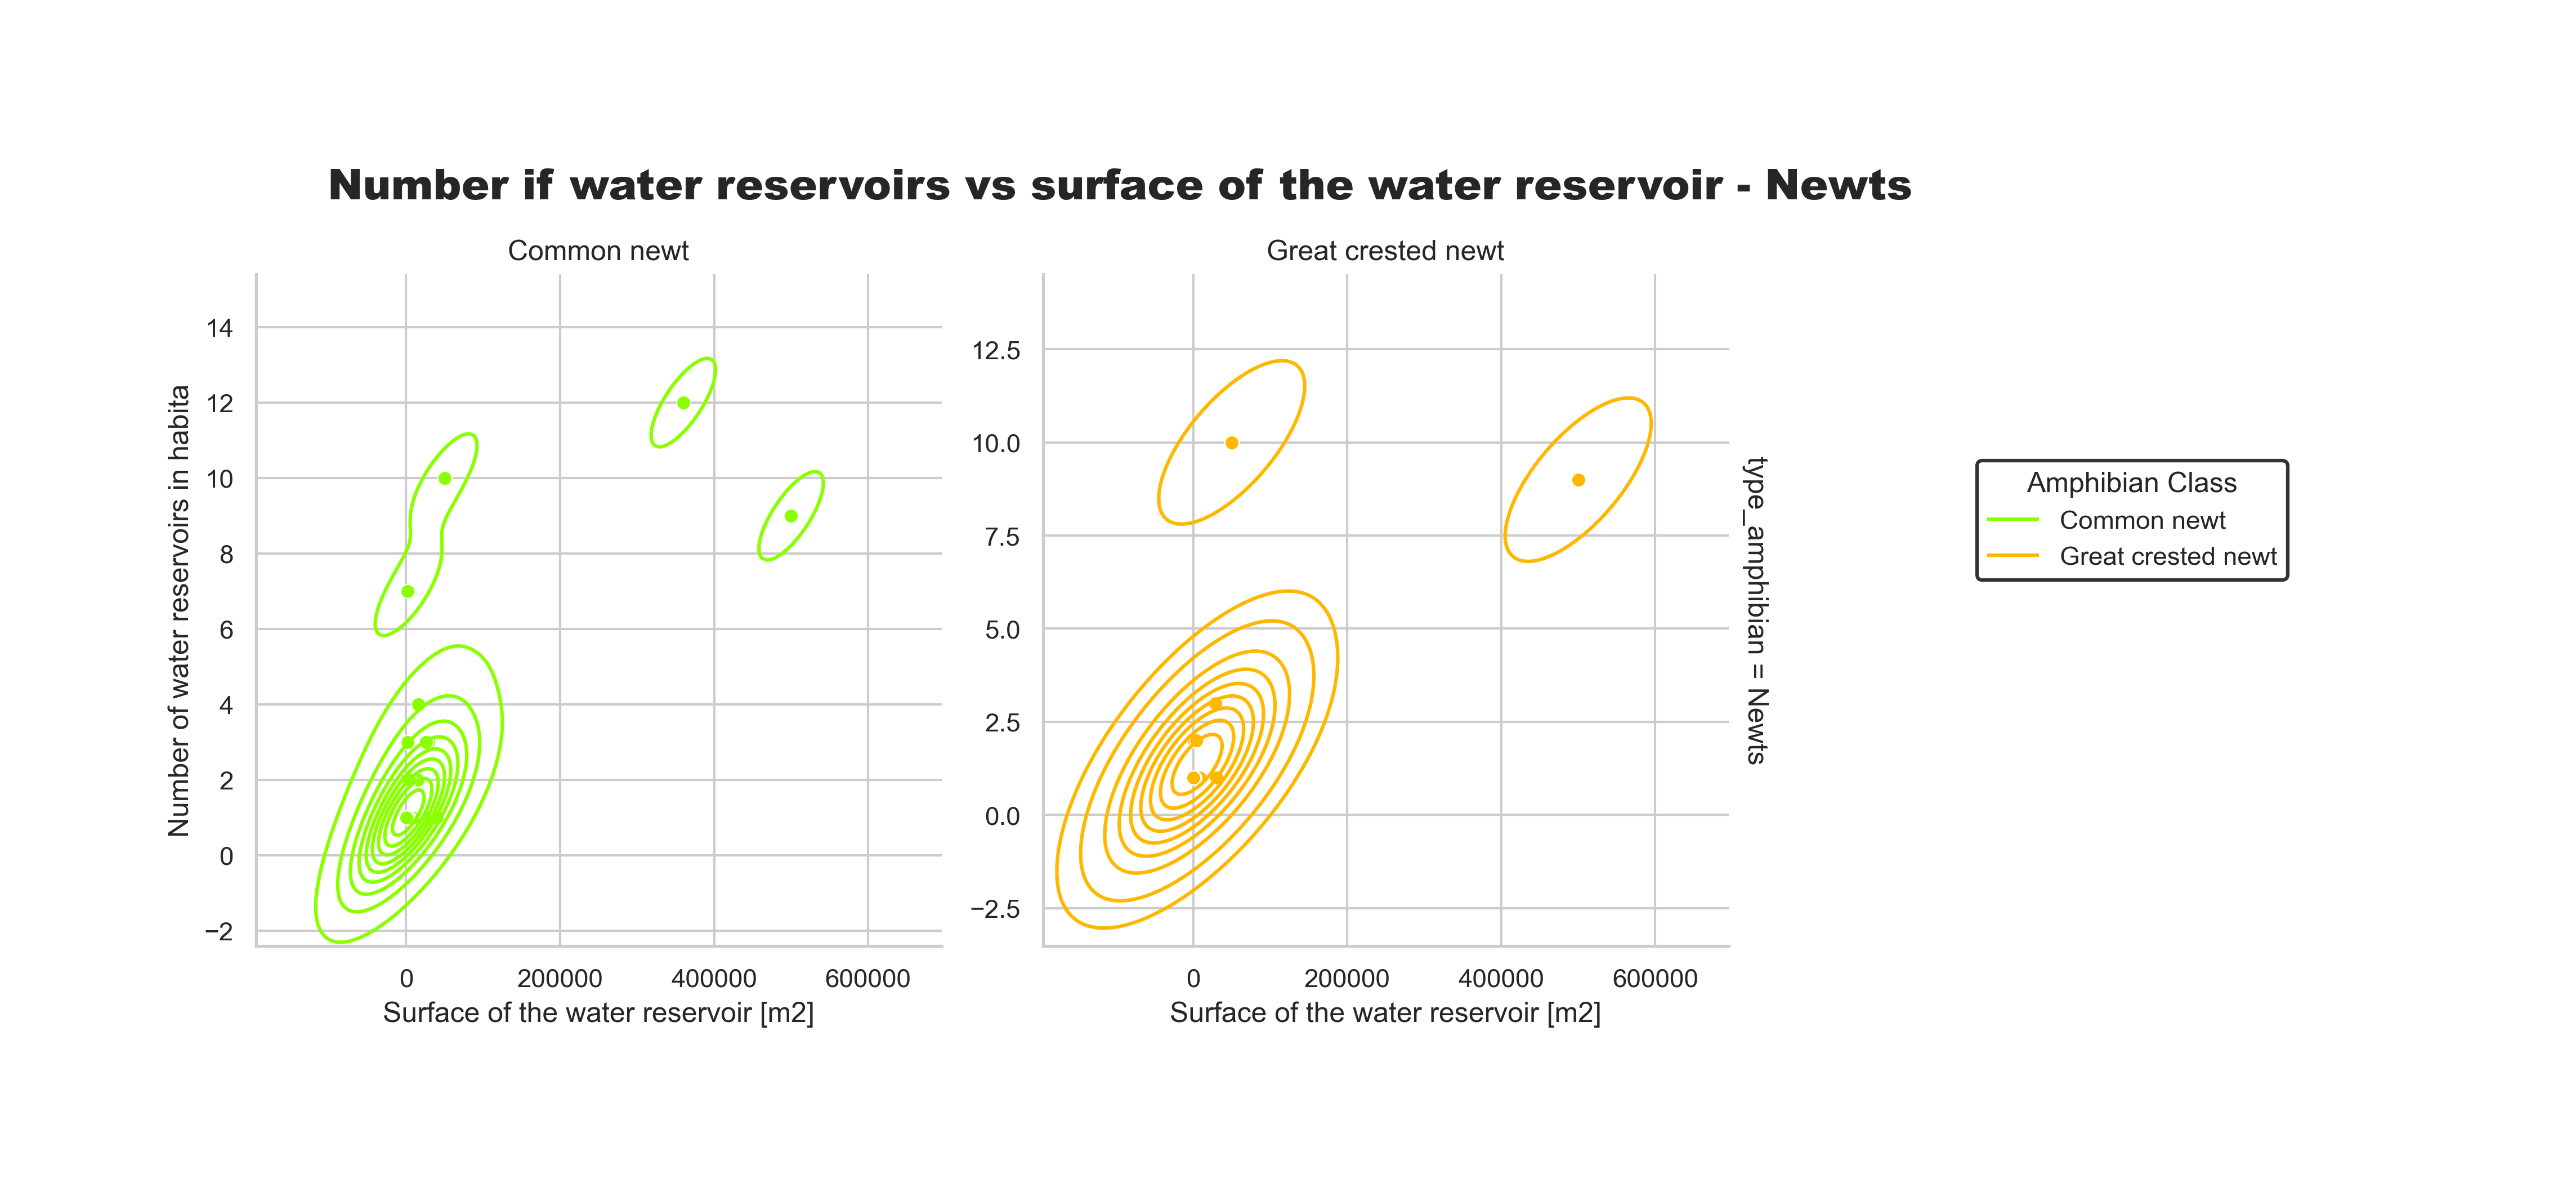 Number if water reservoirs vs surface of the water reservoir - Newts
Common newt
Number of water reservoirs in habita
14
12
10
8
6
4
2
0
−2
0 200000 400000 600000
Surface of the water reservoir [m2]
Great crested newt
12.5
10.0
7.5
5.0
2.5
0.0
−2.5
0 200000 400000 600000
Surface of the water reservoir [m2]
type_amphibian = Newts
Amphibian Class
Common newt
Great crested newt